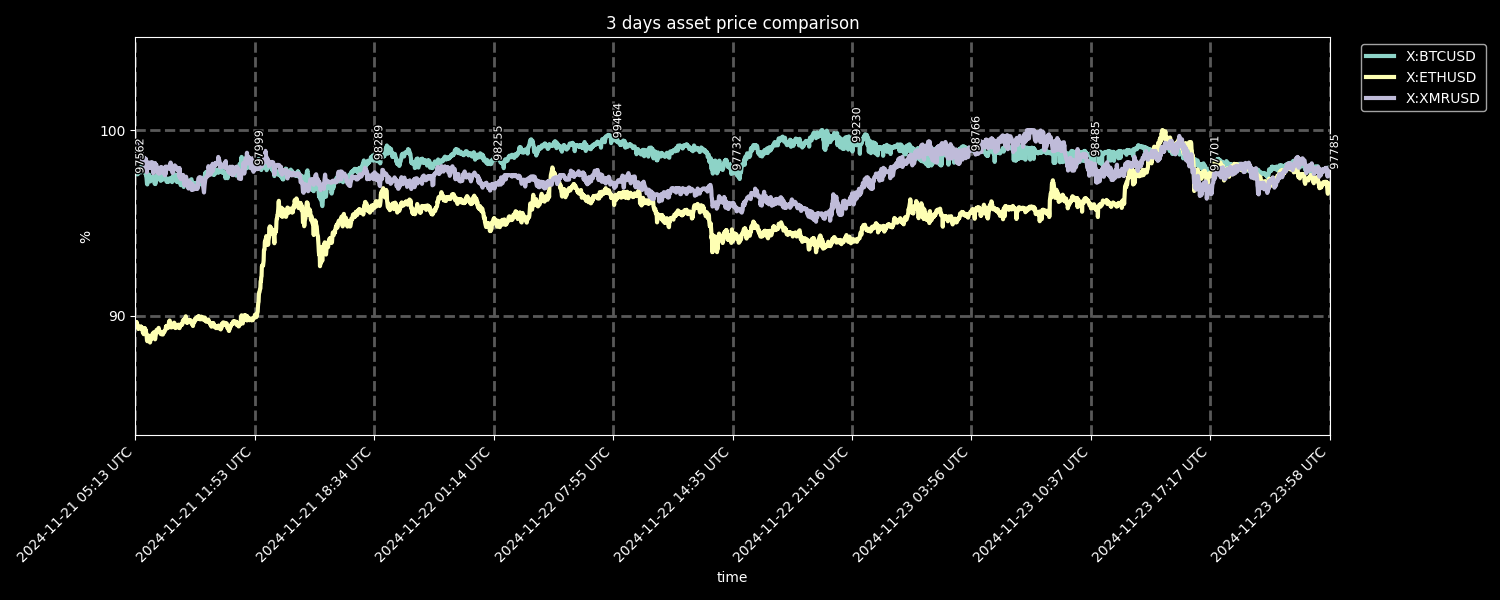 3 days asset price comparison
X:BTCUSD
X:ETHUSD
X:XMRUSD
100
90
%
97562
97999
98289
98255
99464
97732
99230
98766
98485
97701
97785
2024-11-21 05:13 UTC
2024-11-21 11:53 UTC
2024-11-21 18:34 UTC
2024-11-22 01:14 UTC
2024-11-22 07:55 UTC
2024-11-22 14:35 UTC
2024-11-22 21:16 UTC
2024-11-23 03:56 UTC
2024-11-23 10:37 UTC
2024-11-23 17:17 UTC
2024-11-23 23:58 UTC
time